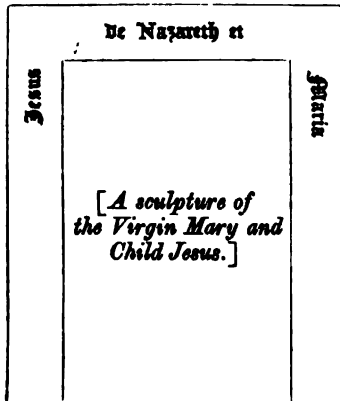 Jesus
De Nazareth et
Maria
[A sculpture of
the Virgin Mary and
Child Jesus.]